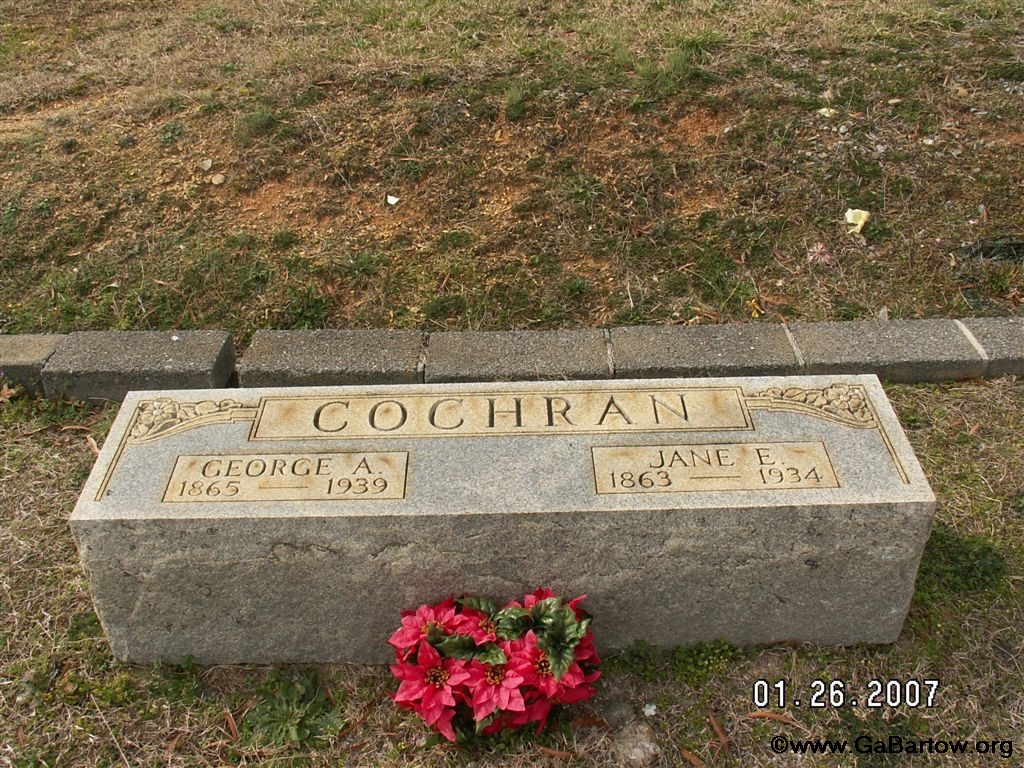 COCHRAN
GEORGE A.
1865 — 1939
JANE E.
1863 — 1934
01.26.2007
©www.GaBartow.org